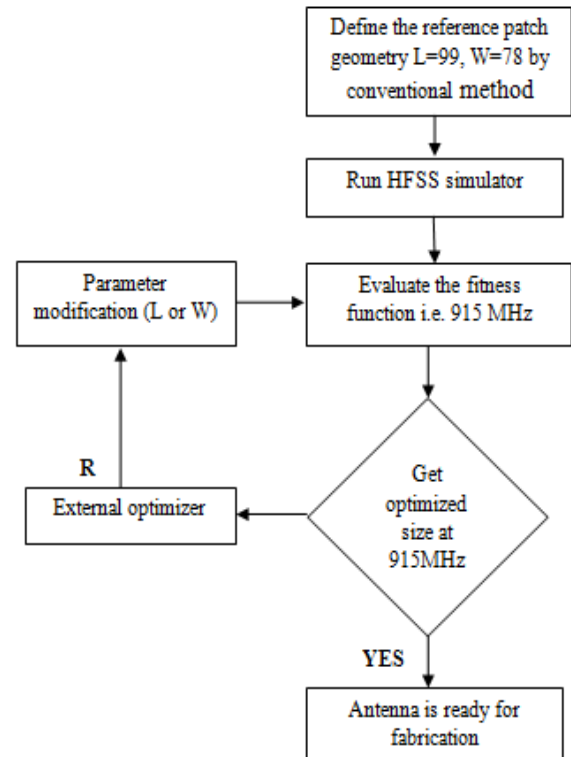 Define the reference patch
geometry L=99, W=78 by
conventional method
Run HFSS simulator
Parameter
modification (L or W)
Evaluate the fitness
function i.e. 915 MHz
R
External optimizer
Get
optimized
size at
915MHz
YES
Antenna is ready for
fabrication